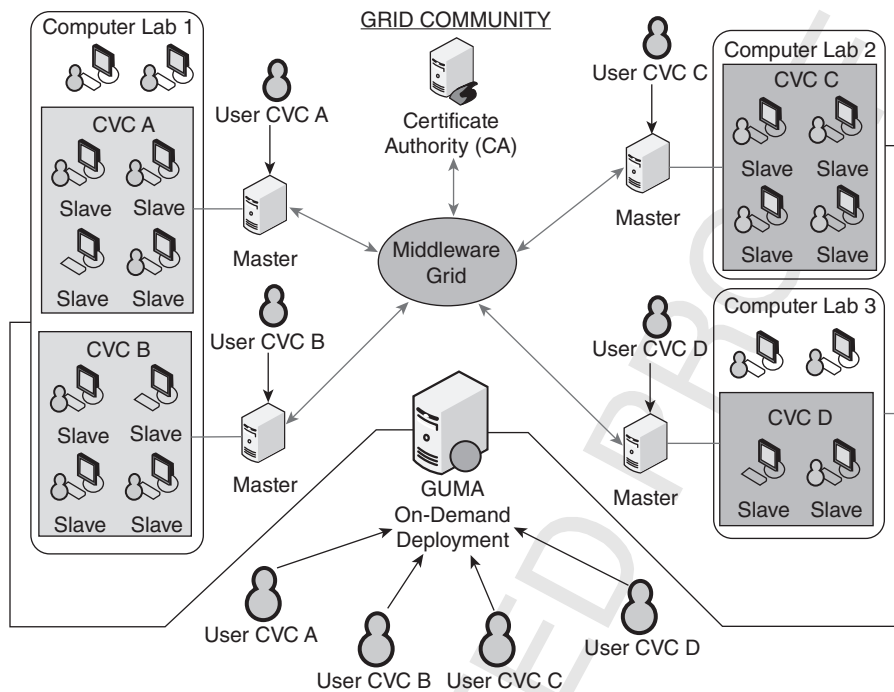 GRID COMMUNITY
Computer Lab 1
CVC A
Slave
Slave
Slave
Slave
CVC B
Slave
Slave
Slave
Slave
User CVC A
Master
User CVC B
Master
Certificate
Authority (CA)
Middleware
Grid
User CVC C
Master
User CVC D
Master
Computer Lab 2
CVC C
Slave
Slave
Slave
Slave
Computer Lab 3
CVC D
Slave
Slave
GUMA
On-Demand
Deployment
User CVC A
User CVC B
User CVC C
User CVC D